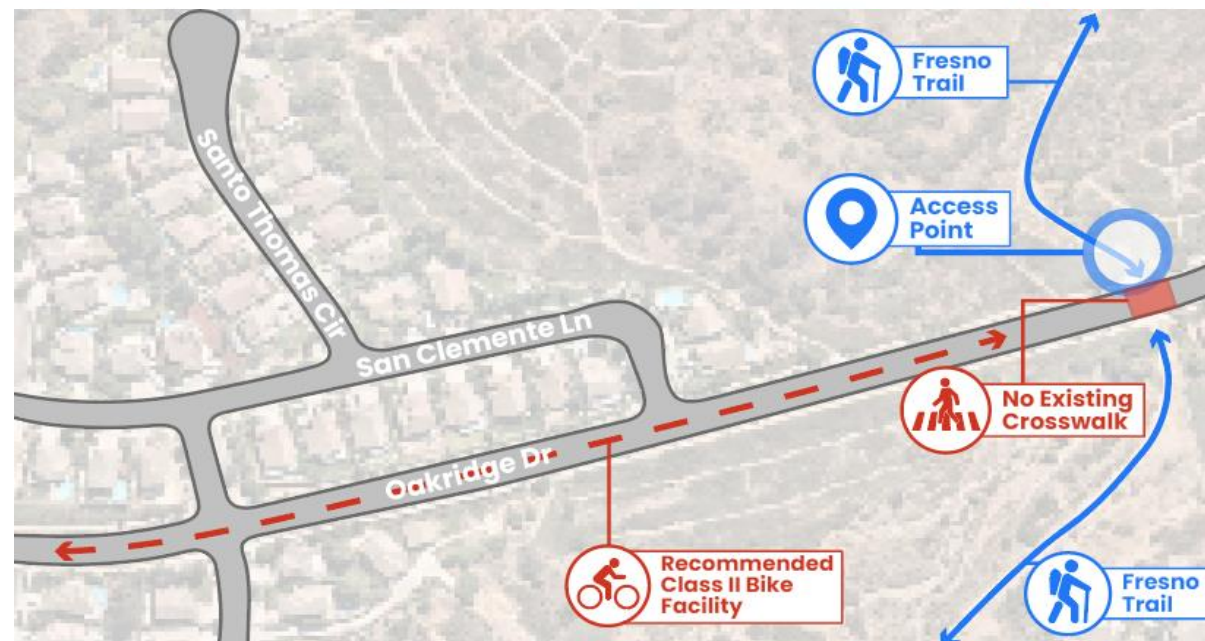 Fresno
Trail
Santo Thomas Cir
Access
Point
San Clemente Ln
No Existing
Crosswalk
Oakridge Dr
Recommended
Class II Bike
Facility
Fresno
Trail